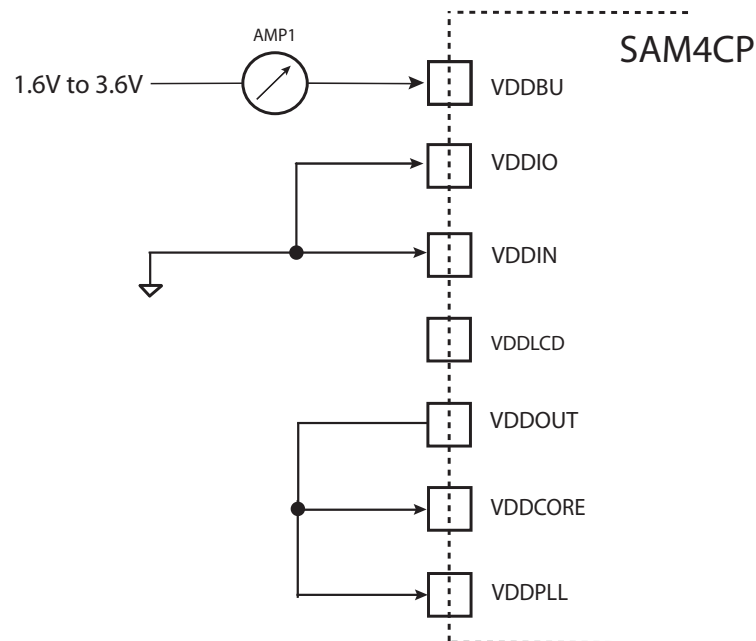 SAM4CP
AMP1
1.6V to 3.6V
VDDBU
VDDIO
VDDIN
VDDLCD
VDDOUT
VDDCORE
VDDPLL